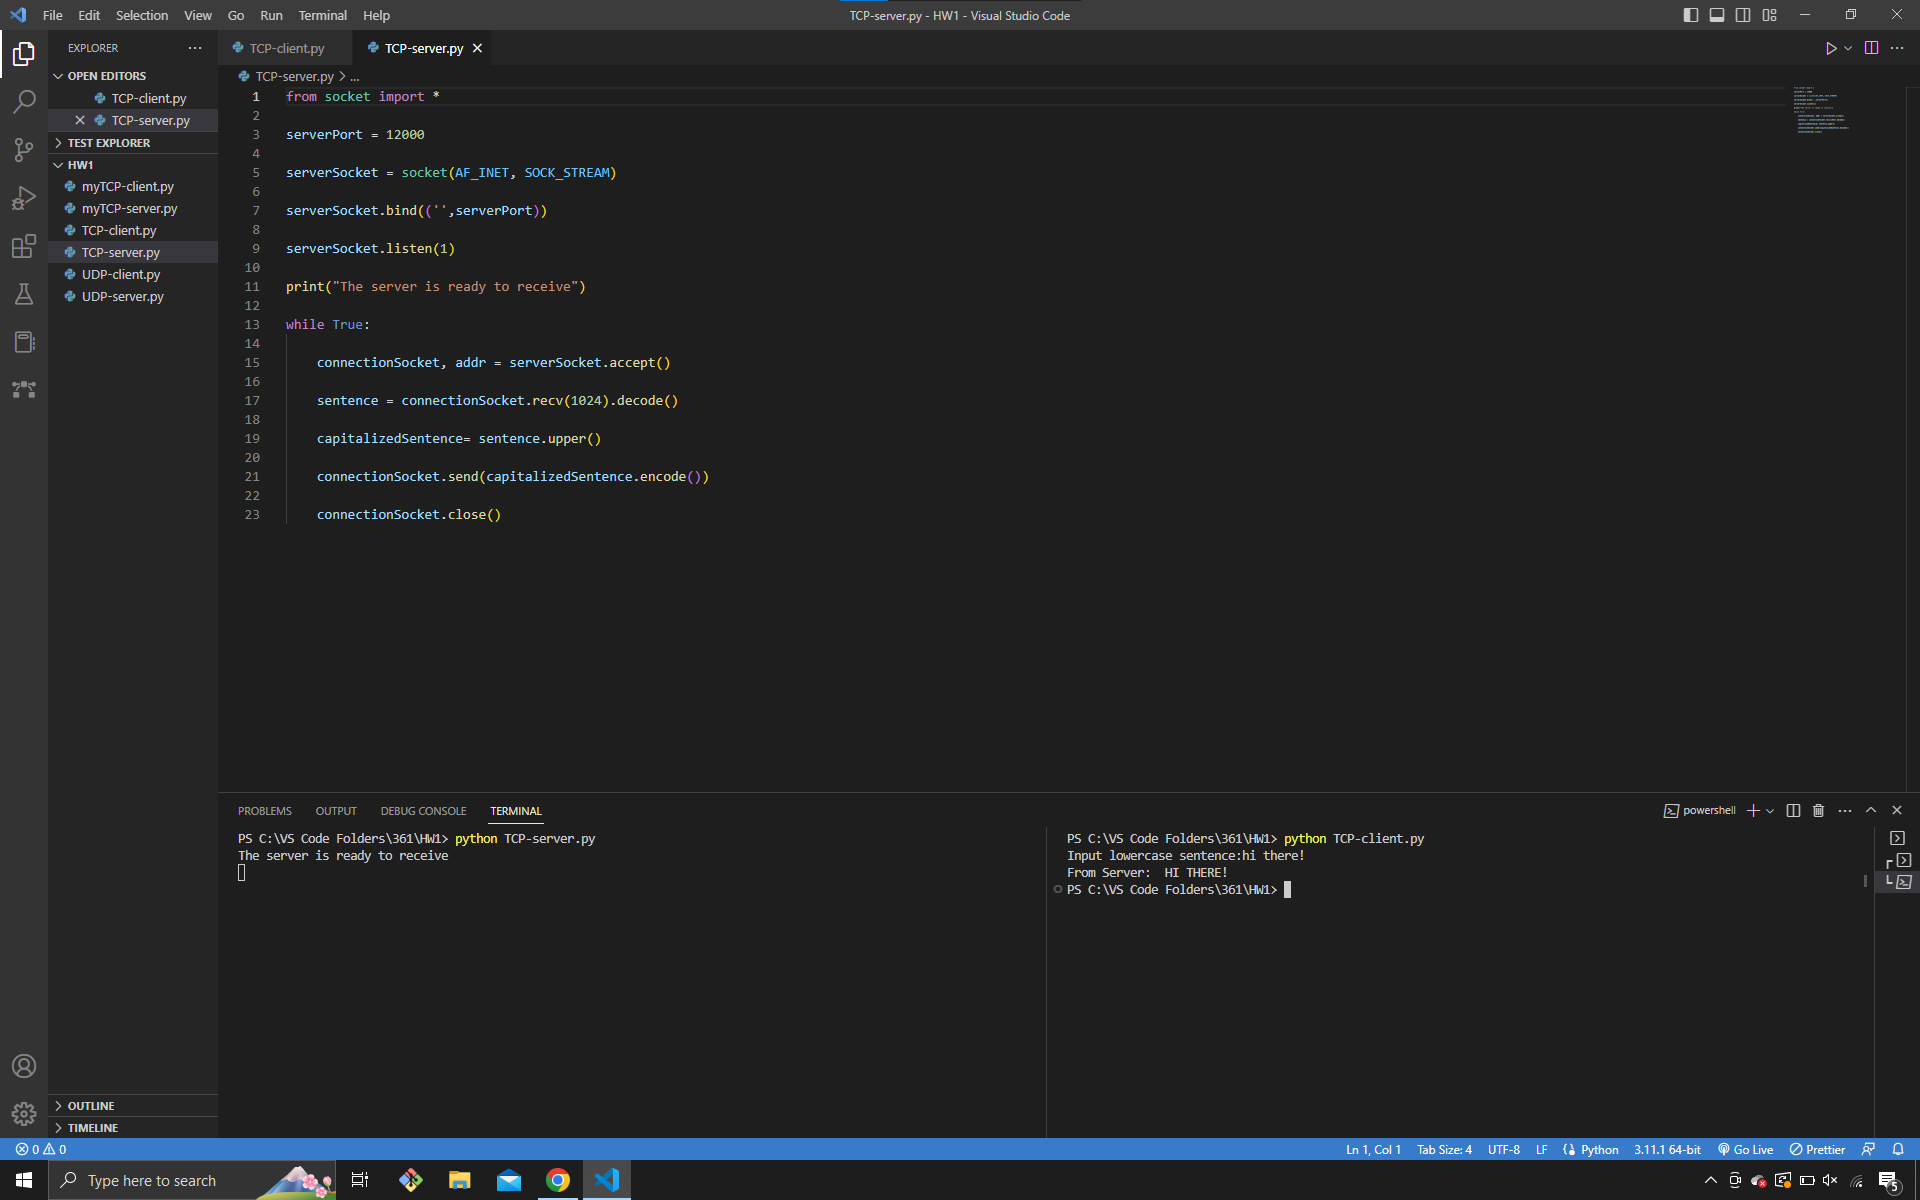 File Edit Selection View Go Run Terminal Help
TCP-server.py - HW1 - Visual Studio Code
EXPLORER
OPEN EDITORS
TCP-client.py
TCP-server.py
TEST EXPLORER
HW1
myTCP-client.py
myTCP-server.py
TCP-client.py
TCP-server.py
UDP-client.py
UDP-server.py
OUTLINE
TIMELINE
TCP-client.py TCP-server.py
TCP-server.py > ...
1 from socket import *
2
3 serverPort = 12000
4
5 serverSocket = socket(AF_INET, SOCK_STREAM)
6
7 serverSocket.bind(('',serverPort))
8
9 serverSocket.listen(1)
10
11 print("The server is ready to receive")
12
13 while True:
14
15 connectionSocket, addr = serverSocket.accept()
16
17 sentence = connectionSocket.recv(1024).decode()
18
19 capitalizedSentence= sentence.upper()
20
21 connectionSocket.send(capitalizedSentence.encode())
22
23 connectionSocket.close()
PROBLEMS OUTPUT DEBUG CONSOLE TERMINAL
powershell
PS C:\VS Code Folders\361\HW1> python TCP-server.py
The server is ready to receive
PS C:\VS Code Folders\361\HW1> python TCP-client.py
Input lowercase sentence:hi there!
From Server:  HI THERE!
PS C:\VS Code Folders\361\HW1>
0 0
Ln 1, Col 1 Tab Size: 4 UTF-8 LF Python 3.11.1 64-bit Go Live Prettier
Type here to search
5